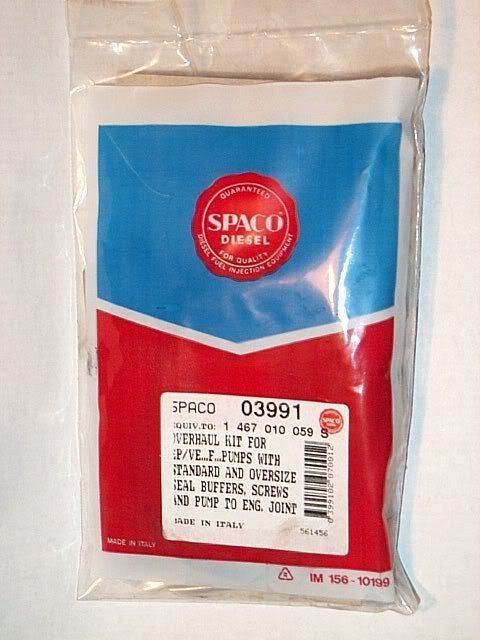 GUARANTEED
SPACO®
DIESEL
FOR QUALITY
DIESEL FUEL INJECTION EQUIPMENT
SPACO 03991
EQUIV.TO: 1 467 010 059 S
OVERHAUL KIT FOR
EP/VE...F...PUMPS WITH
STANDARD AND OVERSIZE
SEAL BUFFERS, SCREWS
AND PUMP TO ENG. JOINT
MADE IN ITALY
561456
MADE IN ITALY
IM 156 - 10199